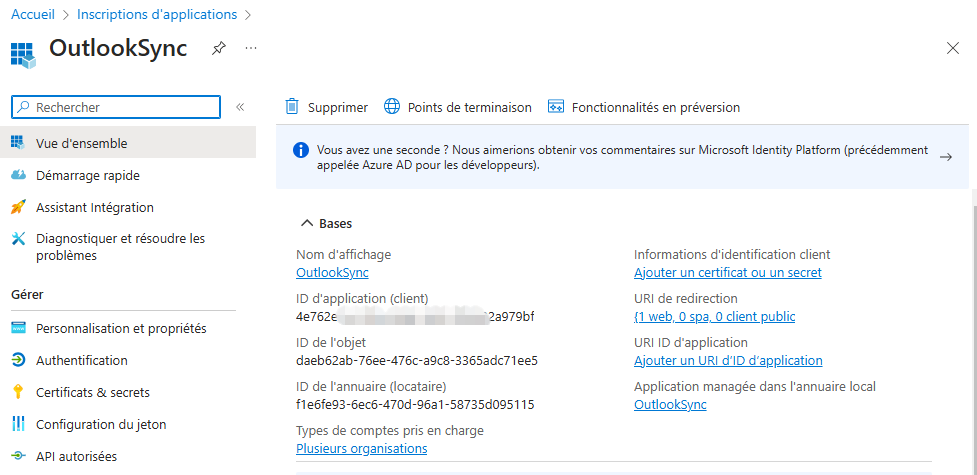 Accueil > Inscriptions d'applications >
OutlookSync
Rechercher
Vue d'ensemble
Démarrage rapide
Assistant Intégration
Diagnostiquer et résoudre les
problèmes
Gérer
Personnalisation et propriétés
Authentification
Certificats & secrets
Configuration du jeton
API autorisées
Supprimer
Points de terminaison
Fonctionnalités en préversion
Vous avez une seconde ? Nous aimerions obtenir vos commentaires sur Microsoft Identity Platform (précédemment
appelée Azure AD pour les développeurs).
Bases
Nom d'affichage
OutlookSync
ID d'application (client)
4e762e 2a979bf
ID de l'objet
daeb62ab-76ee-476c-a9c8-3365adc71ee5
ID de l'annuaire (locataire)
f1e6fe93-6ec6-470d-96a1-58735d095115
Types de comptes pris en charge
Plusieurs organisations
Informations d'identification client
Ajouter un certificat ou un secret
URI de redirection
{1 web, 0 spa, 0 client public
URI ID d'application
Ajouter un URI d'ID d'application
Application managée dans l'annuaire local
OutlookSync